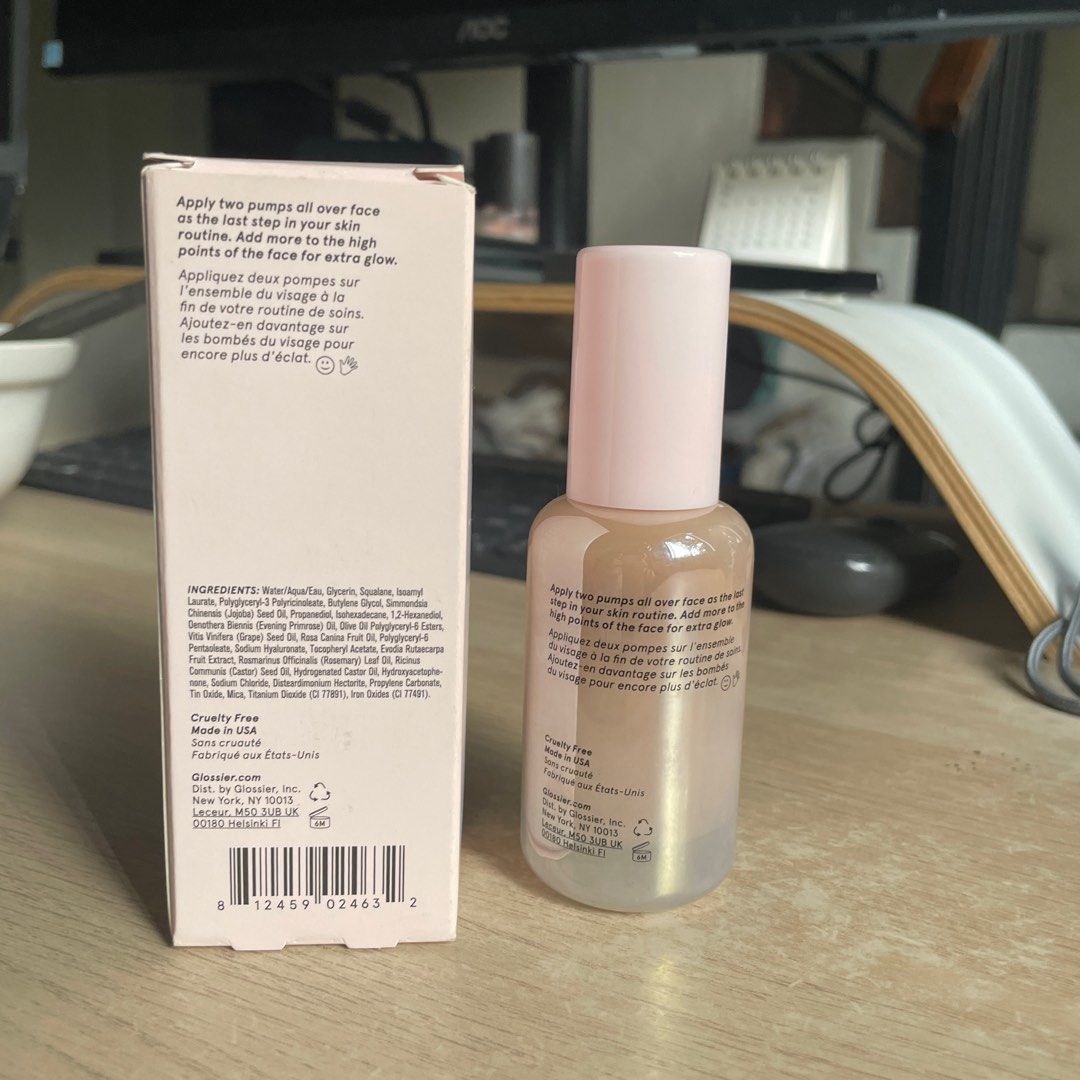 AOC
Apply two pumps all over face
as the last step in your skin
routine. Add more to the high
points of the face for extra glow.
Appliquez deux pompes sur
l'ensemble du visage à la
fin de votre routine de soins.
Ajoutez-en davantage sur
les bombés du visage pour
encore plus d'éclat.
INGREDIENTS: Water/Aqua/Eau, Glycerin, Squalane, Isoamyl
Laurate, Polyglyceryl-3 Polyricinoleate, Butylene Glycol, Simmondsia
Chinensis (Jojoba) Seed Oil, Propanediol, Isohexadecane, 1,2-Hexanediol,
Oenothera Biennis (Evening Primrose) Oil, Olive Oil Polyglyceryl-6 Esters,
Vitis Vinifera (Grape) Seed Oil, Rosa Canina Fruit Oil, Polyglyceryl-6
Pentaoleate, Sodium Hyaluronate, Tocopheryl Acetate, Evodia Rutaecarpa
Fruit Extract, Rosmarinus Officinalis (Rosemary) Leaf Oil, Ricinus
Communis (Castor) Seed Oil, Hydrogenated Castor Oil, Hydroxyacetophe-
none, Sodium Chloride, Disteardimonium Hectorite, Propylene Carbonate,
Tin Oxide, Mica, Titanium Dioxide (CI 77891), Iron Oxides (CI 77491).
Cruelty Free
Made in USA
Sans cruauté
Fabriqué aux États-Unis
Glossier.com
Dist. by Glossier, Inc.
New York, NY 10013
Leceur, M50 3UB UK
00180 Helsinki FI
6M
8 12459 02463 2
Apply two pumps all over face as the last
step in your skin routine. Add more to the
high points of the face for extra glow.
Appliquez deux pompes sur l'ensemble
du visage à la fin de votre routine de soins.
Ajoutez-en davantage sur les bombés
du visage pour encore plus d'éclat.
Cruelty Free
Made in USA
Sans cruauté
Fabriqué aux États-Unis
Glossier.com
Dist. by Glossier, Inc.
New York, NY 10013
Leceur, M50 3UB UK
00180 Helsinki FI
6M